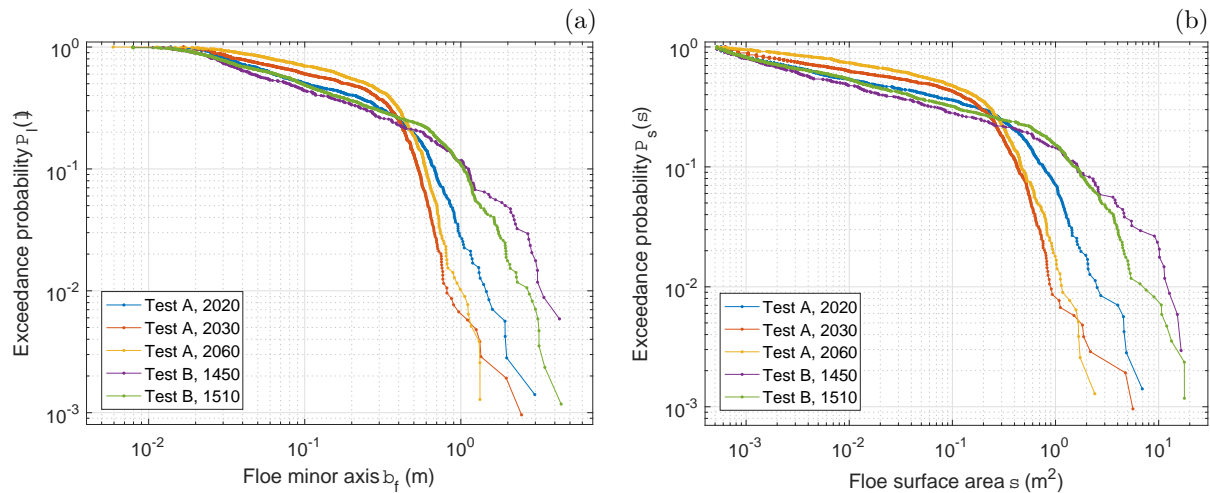 (a)
10^0
10^-1
10^-2
10^-3
Exceedance probability P_l(l)
Test A, 2020
Test A, 2030
Test A, 2060
Test B, 1450
Test B, 1510
10^-2
10^-1
10^0
Floe minor axis b_f (m)
(b)
10^0
10^-1
10^-2
10^-3
Exceedance probability P_s(s)
Test A, 2020
Test A, 2030
Test A, 2060
Test B, 1450
Test B, 1510
10^-3
10^-2
10^-1
10^0
10^1
Floe surface area s (m^2)